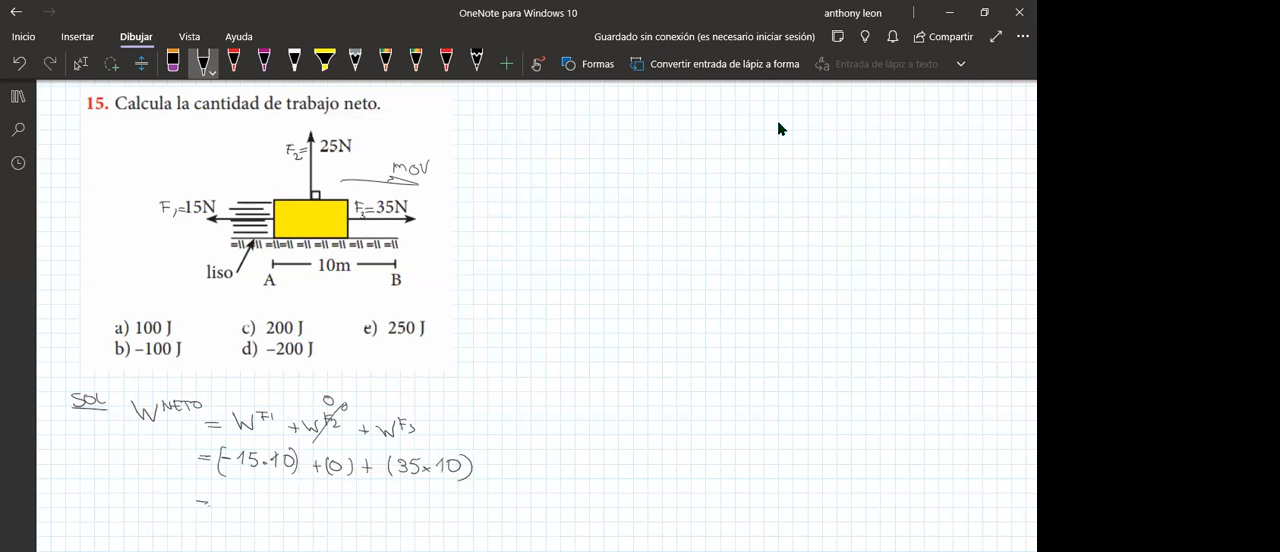 OneNote para Windows 10
anthony leon
Inicio Insertar Dibujar Vista Ayuda
Guardado sin conexión (es necesario iniciar sesión) Compartir
Formas Convertir entrada de lápiz a forma Entrada de lápiz a texto
15. Calcula la cantidad de trabajo neto.
F2= 25N
MOV
F1=15N F3=35N
liso
10m
A B
a) 100 J c) 200 J e) 250 J
b) –100 J d) –200 J
SOL W^NETO = W^F1 + W^F2 0 + W^F3
=(-15·10) +(0) + (35×10)
=